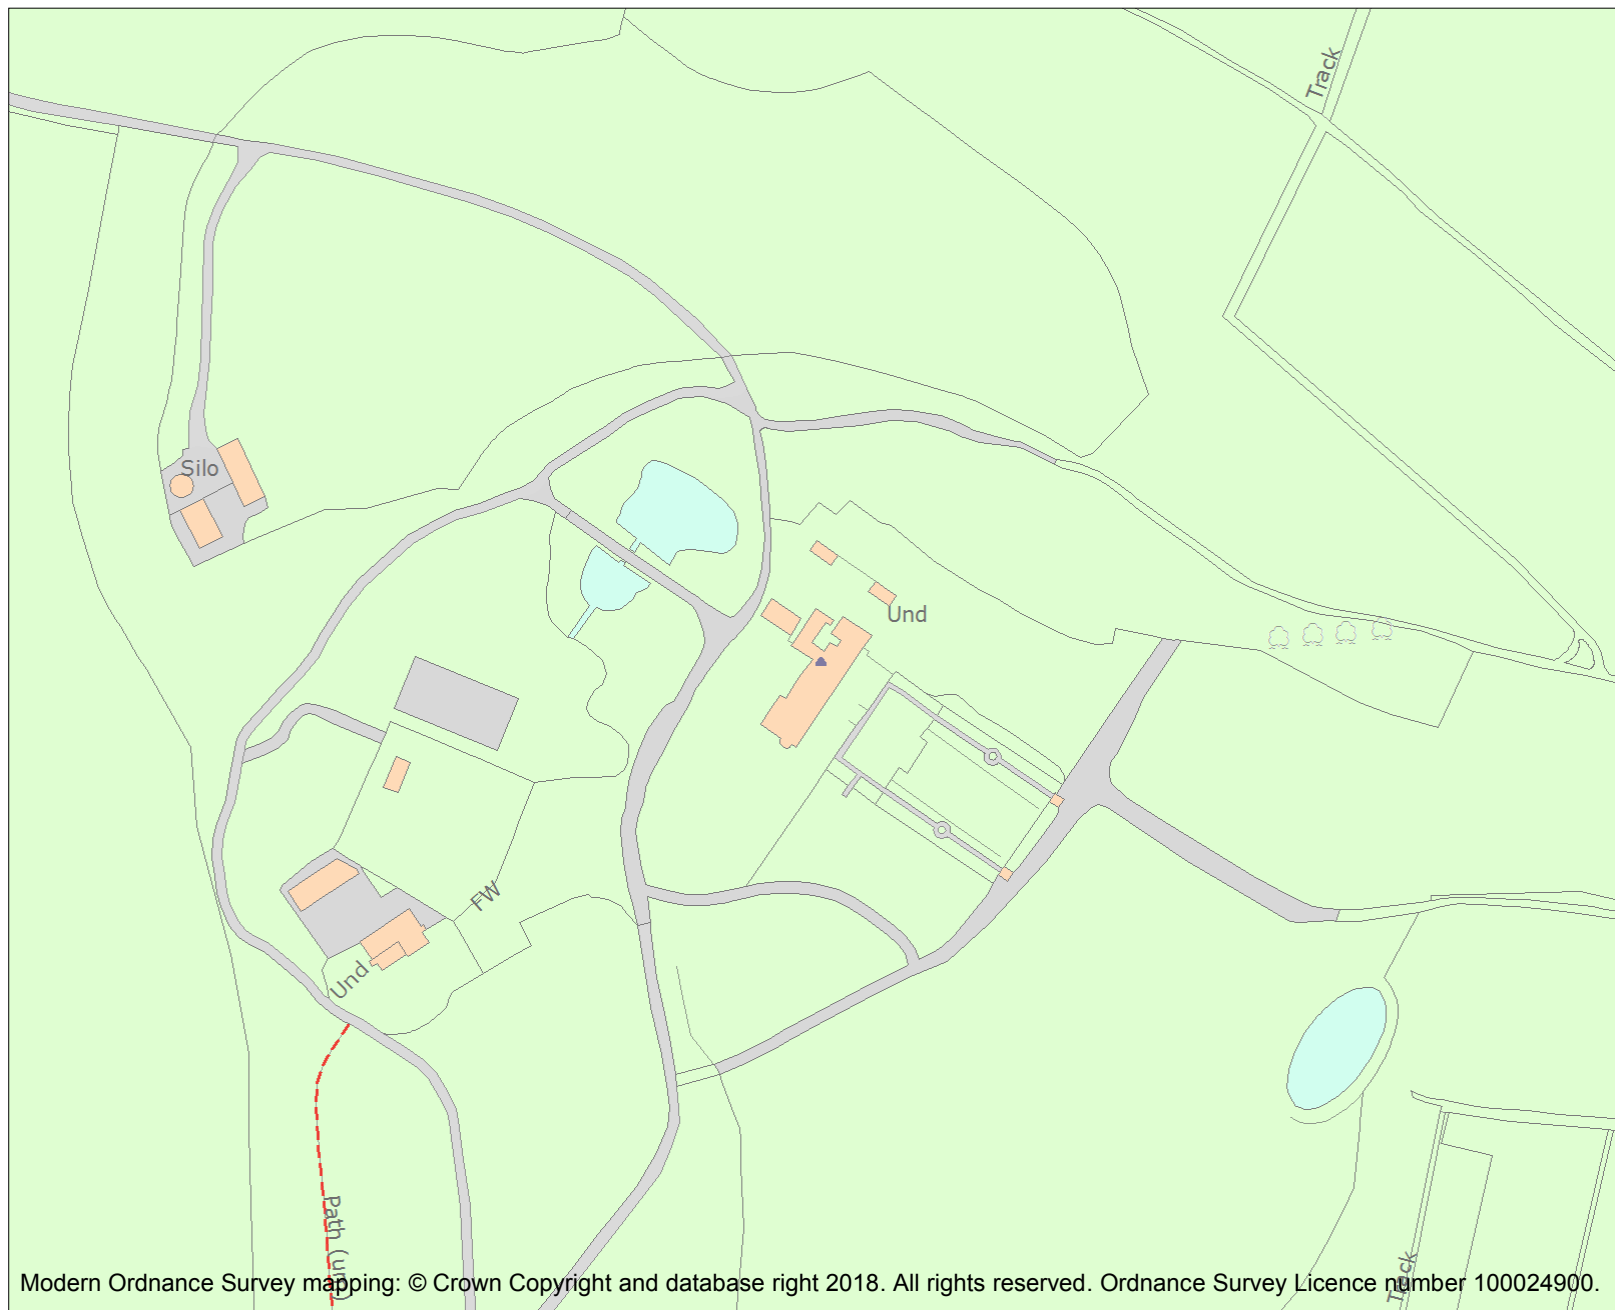 Track
Silo
Und
FW
Und
Path (um)
Track
Modern Ordnance Survey mapping: © Crown Copyright and database right 2018. All rights reserved. Ordnance Survey Licence number 100024900.